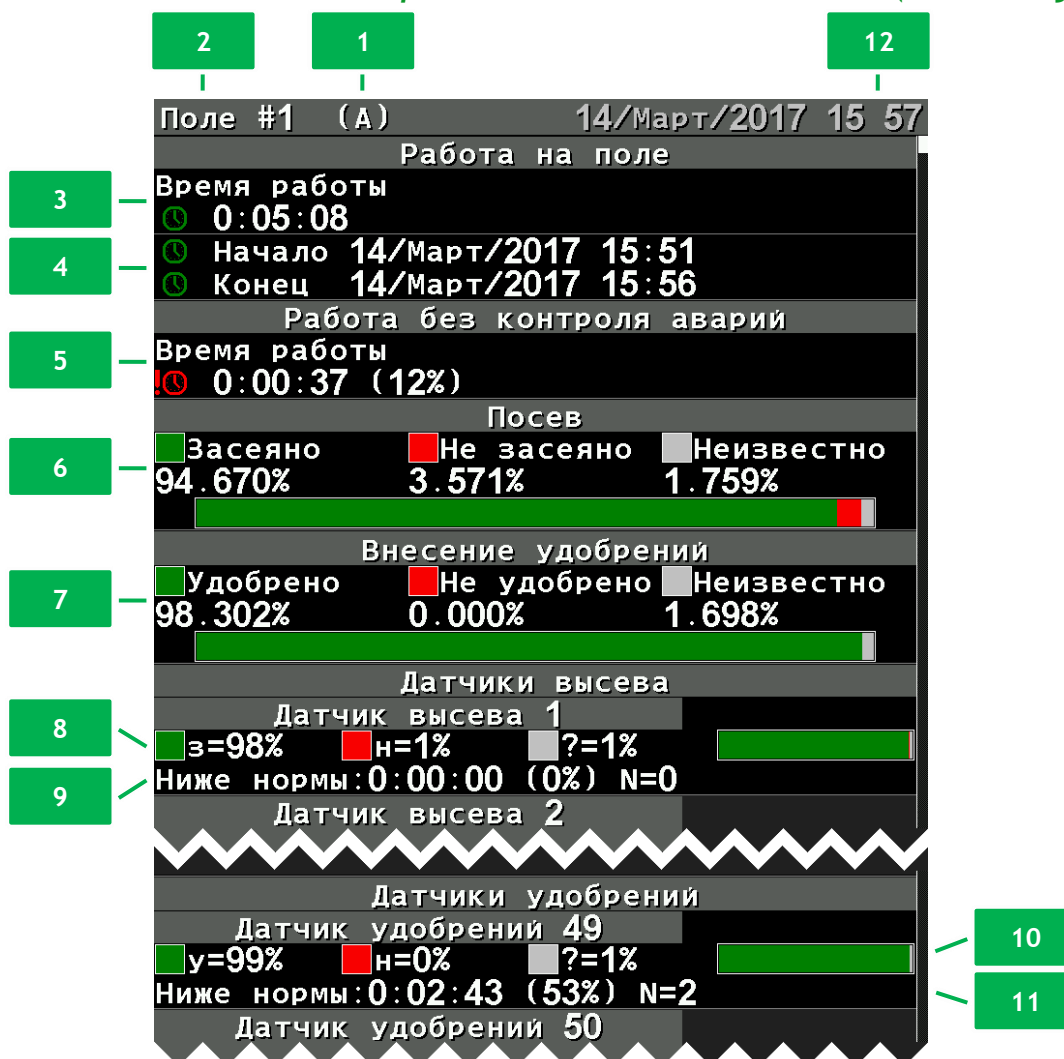 2 1 12
Поле #1 (A) 14/Март/2017 15 57
Работа на поле
3
Время работы
0:05:08
4
Начало 14/Март/2017 15:51
Конец 14/Март/2017 15:56
Работа без контроля аварий
5
Время работы
!0:00:37 (12%)
Посев
6
Засеяно Не засеяно Неизвестно
94.670% 3.571% 1.759%
Внесение удобрений
7
Удобрено Не удобрено Неизвестно
98.302% 0.000% 1.698%
Датчики высева
Датчик высева 1
8
з=98% н=1% ?=1%
9
Ниже нормы:0:00:00 (0%) N=0
Датчик высева 2
Датчики удобрений
Датчик удобрений 49
у=99% н=0% ?=1%
10
Ниже нормы:0:02:43 (53%) N=2
11
Датчик удобрений 50